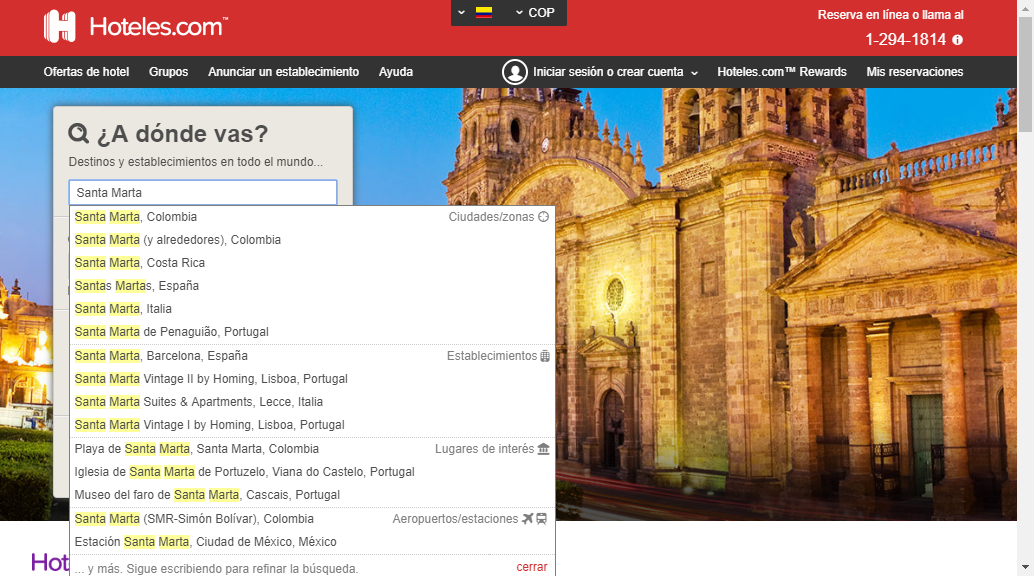 Hoteles.com™
COP
Reserva en línea o llama al
1-294-1814
Ofertas de hotel Grupos Anunciar un establecimiento Ayuda Iniciar sesión o crear cuenta Hoteles.com™ Rewards Mis reservaciones
¿A dónde vas?
Destinos y establecimientos en todo el mundo...
Santa Marta
Santa Marta, Colombia Ciudades/zonas
Santa Marta (y alrededores), Colombia
Santa Marta, Costa Rica
Santas Martas, España
Santa Marta, Italia
Santa Marta de Penaguião, Portugal
Santa Marta, Barcelona, España Establecimientos
Santa Marta Vintage II by Homing, Lisboa, Portugal
Santa Marta Suites & Apartments, Lecce, Italia
Santa Marta Vintage I by Homing, Lisboa, Portugal
Playa de Santa Marta, Santa Marta, Colombia Lugares de interés
Iglesia de Santa Marta de Portuzelo, Viana do Castelo, Portugal
Museo del faro de Santa Marta, Cascais, Portugal
Santa Marta (SMR-Simón Bolívar), Colombia Aeropuertos/estaciones
Estación Santa Marta, Ciudad de México, México
Hot
... y más. Sigue escribiendo para refinar la búsqueda. cerrar